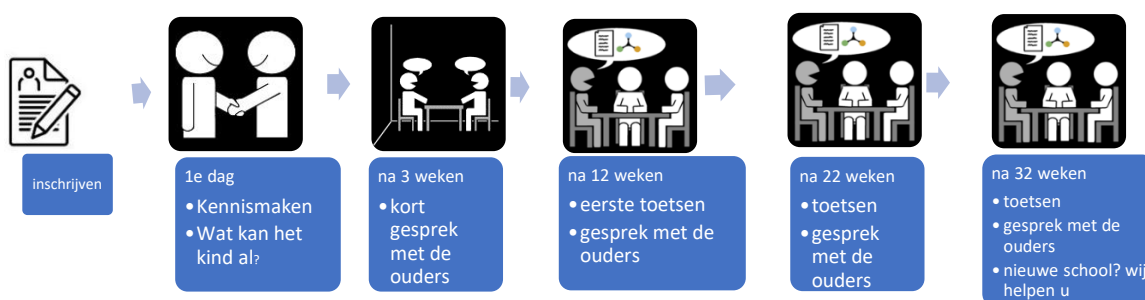 inschrijven
1e dag
• Kennismaken
• Wat kan het
kind al?
na 3 weken
• kort
gesprek
met de
ouders
na 12 weken
• eerste toetsen
• gesprek met de
ouders
na 22 weken
• toetsen
• gesprek
met de
ouders
na 32 weken
• toetsen
• gesprek met de
ouders
• nieuwe school? wij
helpen u